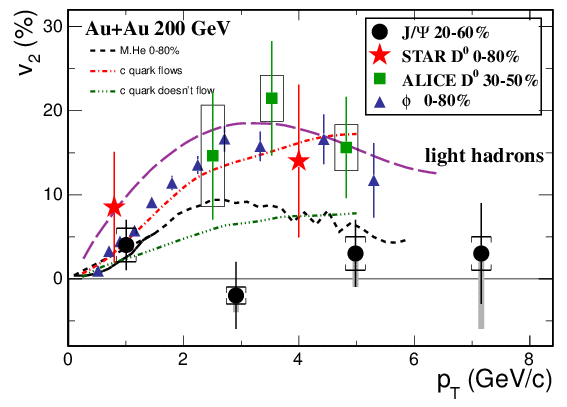 Au+Au 200 GeV
M.He 0-80%
c quark flows
c quark doesn't flow
J/Ψ 20-60%
STAR D⁰ 0-80%
ALICE D⁰ 30-50%
ϕ 0-80%
light hadrons
v₂ (%)
30
20
10
0
0 2 4 6 8
p_T (GeV/c)